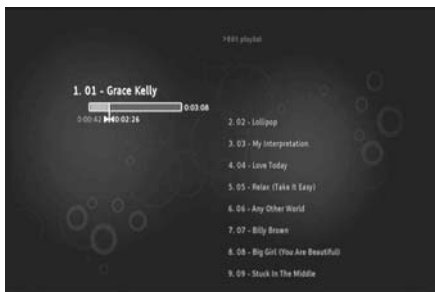 >Edit playlist
1. 01 - Grace Kelly
0:03:08
0:00:42 0:02:26
2. 02 - Lollipop
3. 03 - My Interpretation
4. 04 - Love Today
5. 05 - Relax (Take It Easy)
6. 06 - Any Other World
7. 07 - Billy Brown
8. 08 - Big Girl (You Are Beautiful)
9. 09 - Stuck In The Middle